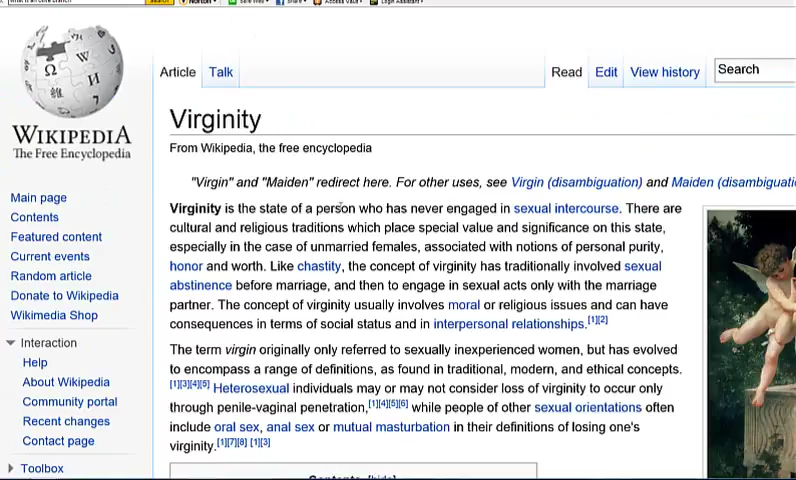 Norton
Safe Web
Share
Access Vault
Login Assistant
Article Talk
Read Edit View history
Search
WIKIPEDIA
The Free Encyclopedia
Main page
Contents
Featured content
Current events
Random article
Donate to Wikipedia
Wikimedia Shop
Interaction
Help
About Wikipedia
Community portal
Recent changes
Contact page
Toolbox
Virginity
From Wikipedia, the free encyclopedia
"Virgin" and "Maiden" redirect here. For other uses, see Virgin (disambiguation) and Maiden (disambiguati
Virginity is the state of a person who has never engaged in sexual intercourse. There are
cultural and religious traditions which place special value and significance on this state,
especially in the case of unmarried females, associated with notions of personal purity,
honor and worth. Like chastity, the concept of virginity has traditionally involved sexual
abstinence before marriage, and then to engage in sexual acts only with the marriage
partner. The concept of virginity usually involves moral or religious issues and can have
consequences in terms of social status and in interpersonal relationships.[1][2]
The term virgin originally only referred to sexually inexperienced women, but has evolved
to encompass a range of definitions, as found in traditional, modern, and ethical concepts.
[1][3][4][5] Heterosexual individuals may or may not consider loss of virginity to occur only
through penile-vaginal penetration,[1][4][5][6] while people of other sexual orientations often
include oral sex, anal sex or mutual masturbation in their definitions of losing one's
virginity.[1][7][8] [1][3]
Contents [hide]